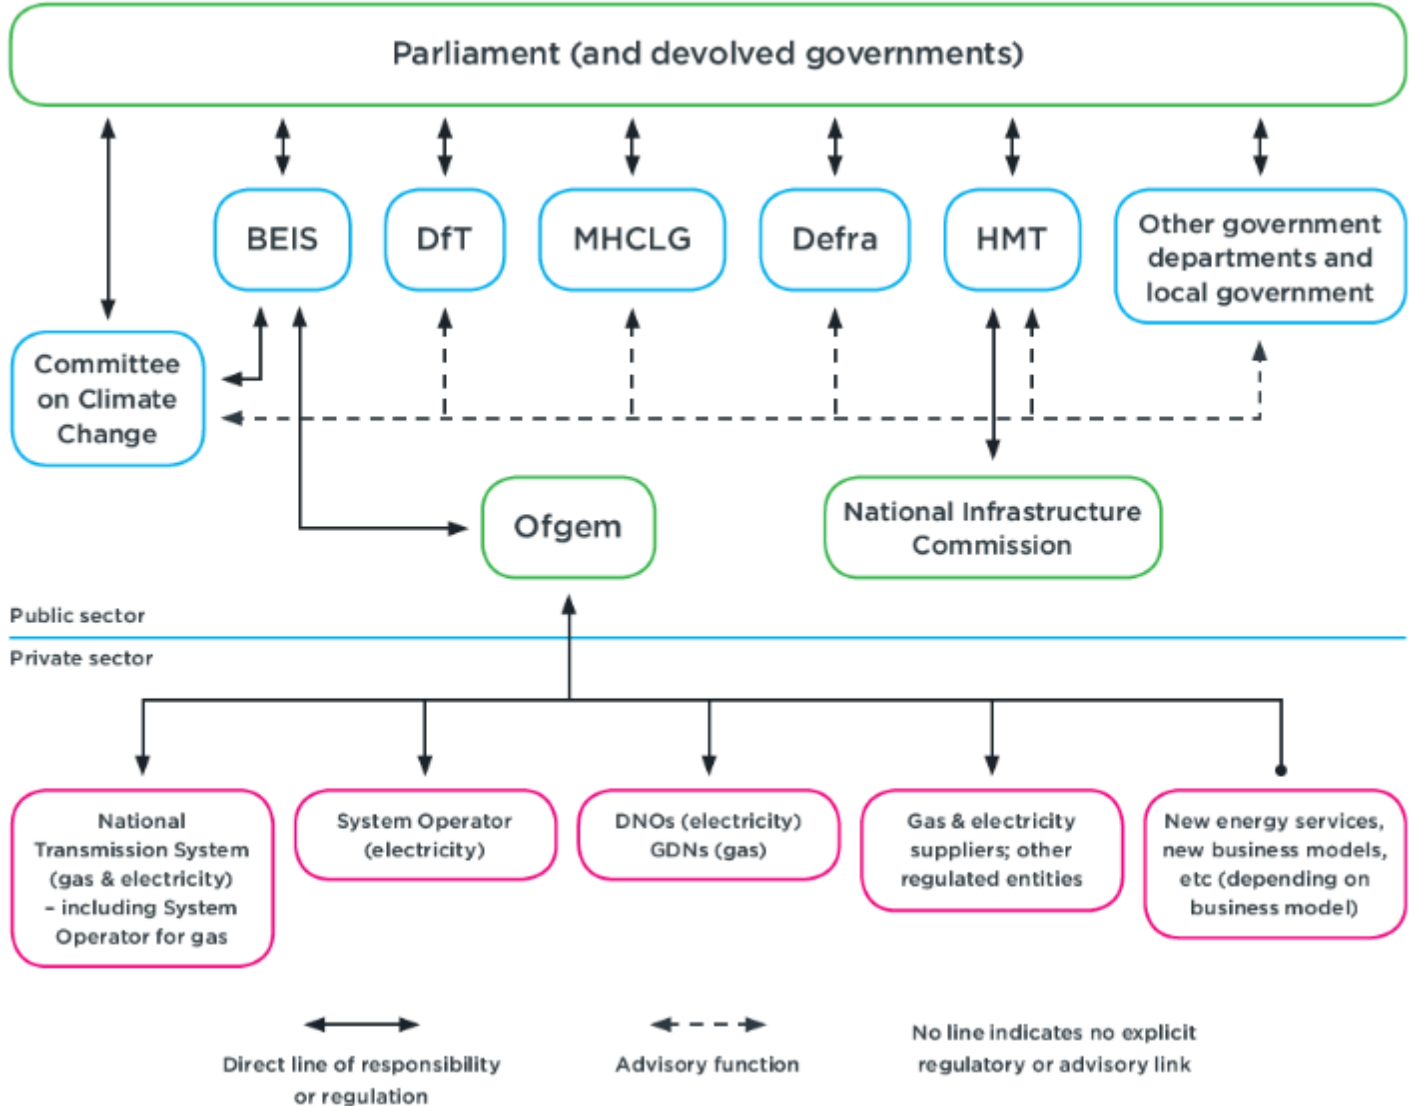 Parliament (and devolved governments)
BEIS
DfT
MHCLG
Defra
HMT
Other government
departments and
local government
Committee
on Climate
Change
Ofgem
National Infrastructure
Commission
Public sector
Private sector
National
Transmission System
(gas & electricity)
– including System
Operator for gas
System Operator
(electricity)
DNOs (electricity)
GDNs (gas)
Gas & electricity
suppliers; other
regulated entities
New energy services,
new business models,
etc (depending on
business model)
Direct line of responsibility
or regulation
Advisory function
No line indicates no explicit
regulatory or advisory link